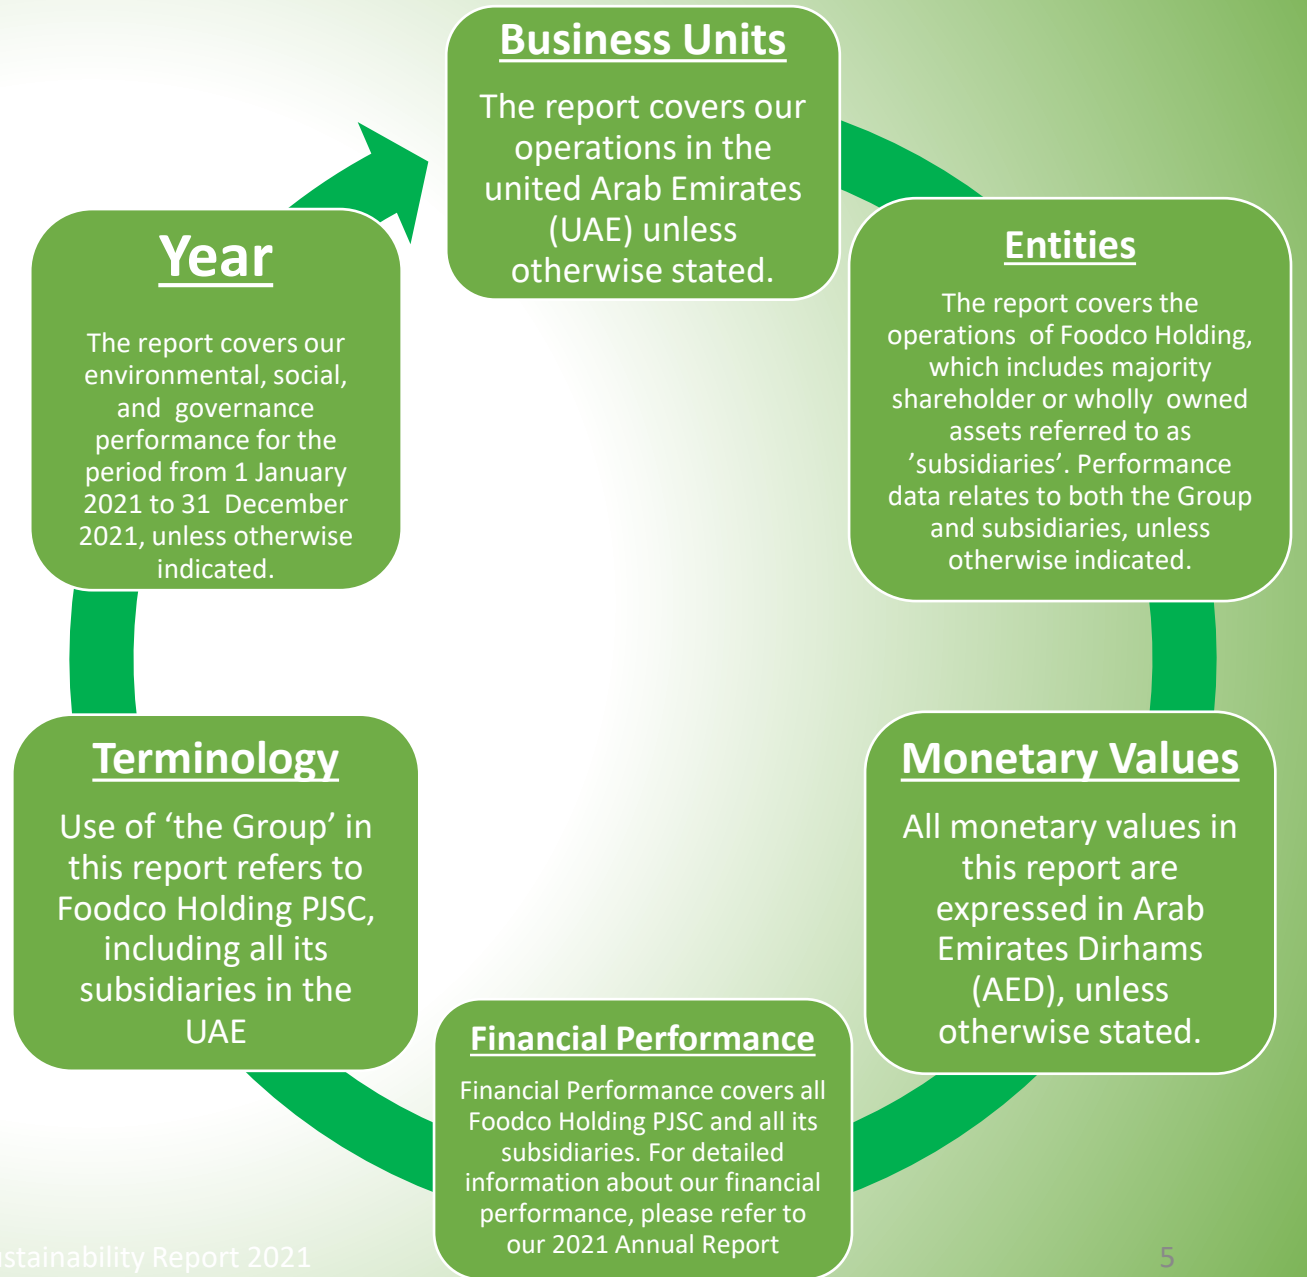 Business Units
The report covers our
operations in the
united Arab Emirates
(UAE) unless
otherwise stated.
Entities
The report covers the
operations of Foodco Holding,
which includes majority
shareholder or wholly owned
assets referred to as
’subsidiaries’. Performance
data relates to both the Group
and subsidiaries, unless
otherwise indicated.
Monetary Values
All monetary values in
this report are
expressed in Arab
Emirates Dirhams
(AED), unless
otherwise stated.
Financial Performance
Financial Performance covers all
Foodco Holding PJSC and all its
subsidiaries. For detailed
information about our financial
performance, please refer to
our 2021 Annual Report
Terminology
Use of ‘the Group’ in
this report refers to
Foodco Holding PJSC,
including all its
subsidiaries in the
UAE
Year
The report covers our
environmental, social,
and governance
performance for the
period from 1 January
2021 to 31 December
2021, unless otherwise
indicated.
ustainability Report 2021
5